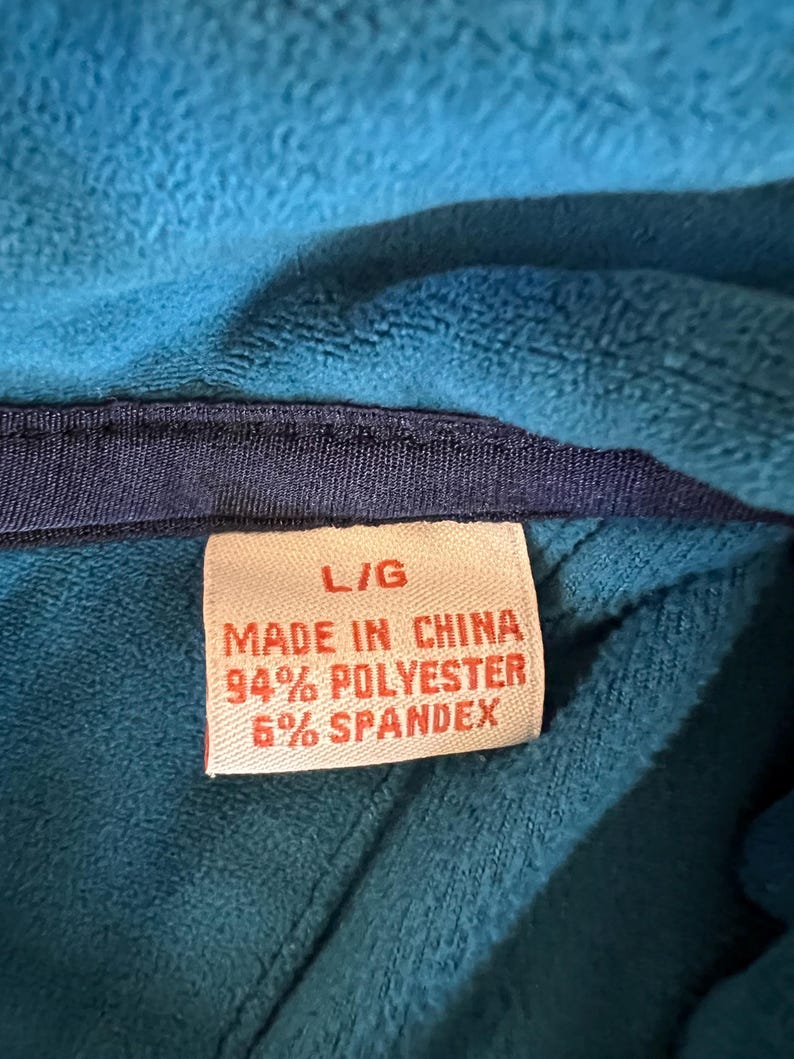 L/G
MADE IN CHINA
94% POLYESTER
6% SPANDEX